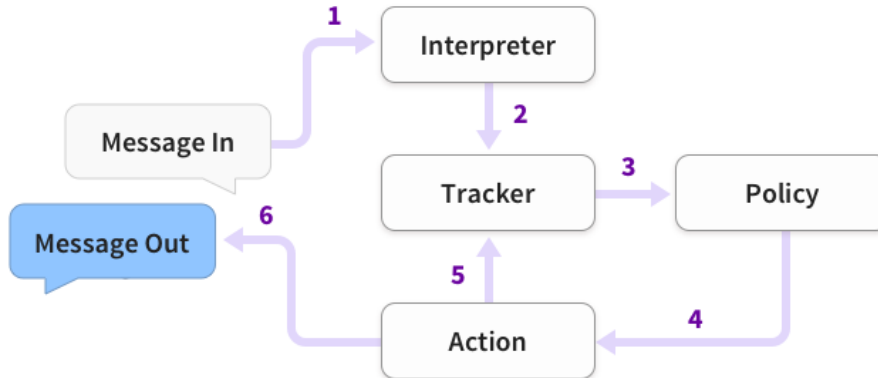 1
Interpreter
2
Message In
Tracker
3
Policy
6
Message Out
5
4
Action